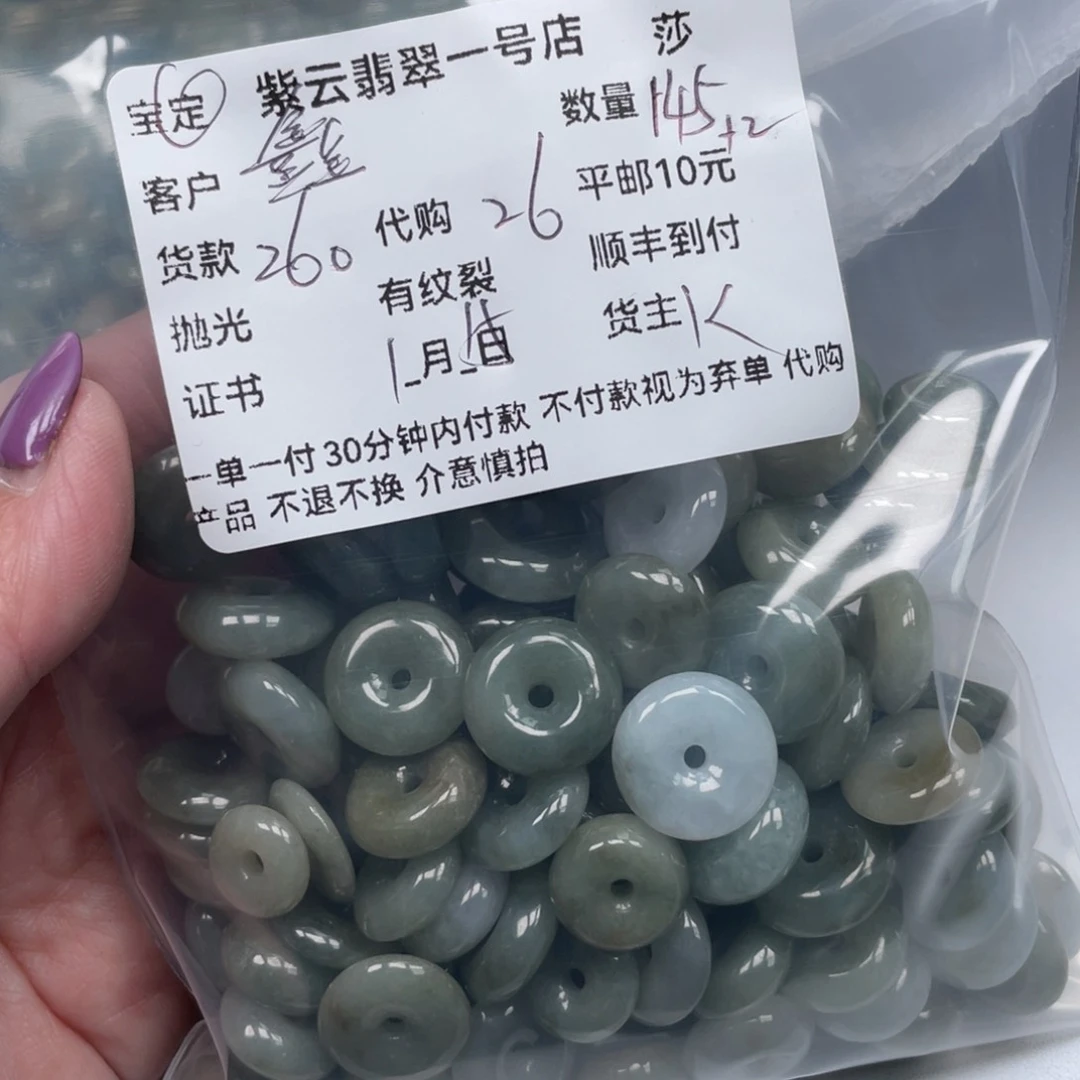 紫云翡翠一号店 莎
宝定 数量 145+2
客户 鑫 平邮10元
货款 260 代购 26 顺丰到付
抛光 有纹裂 货主 K
证书 1月15日
一单一付 30分钟内付款 不付款视为弃单 代购
产品 不退不换 介意慎拍